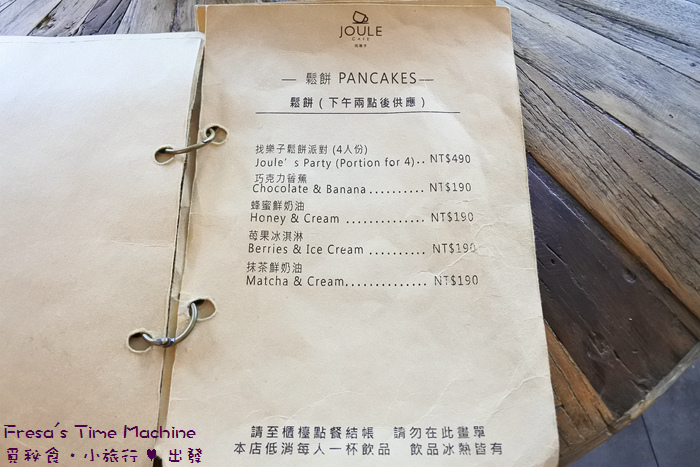 JOULE
CAFE
鬆餅 PANCAKES
鬆餅 ( 下午兩點後供應 )
找樂子鬆餅派對 (4人份)
Joule's Party (Portion for 4).. NT$490
巧克力香蕉
Chocolate & Banana.......... NT$190
蜂蜜鮮奶油
Honey & Cream .............. NT$190
莓果冰淇淋
Berries & Ice Cream .......... NT$190
抹茶鮮奶油
Matcha & Cream.............. NT$190
請至櫃檯點餐結帳 請勿在此畫單
本店低消每人一杯飲品 飲品冰熱皆有
Fresa's Time Machine
覓秘食・小旅行♥出發